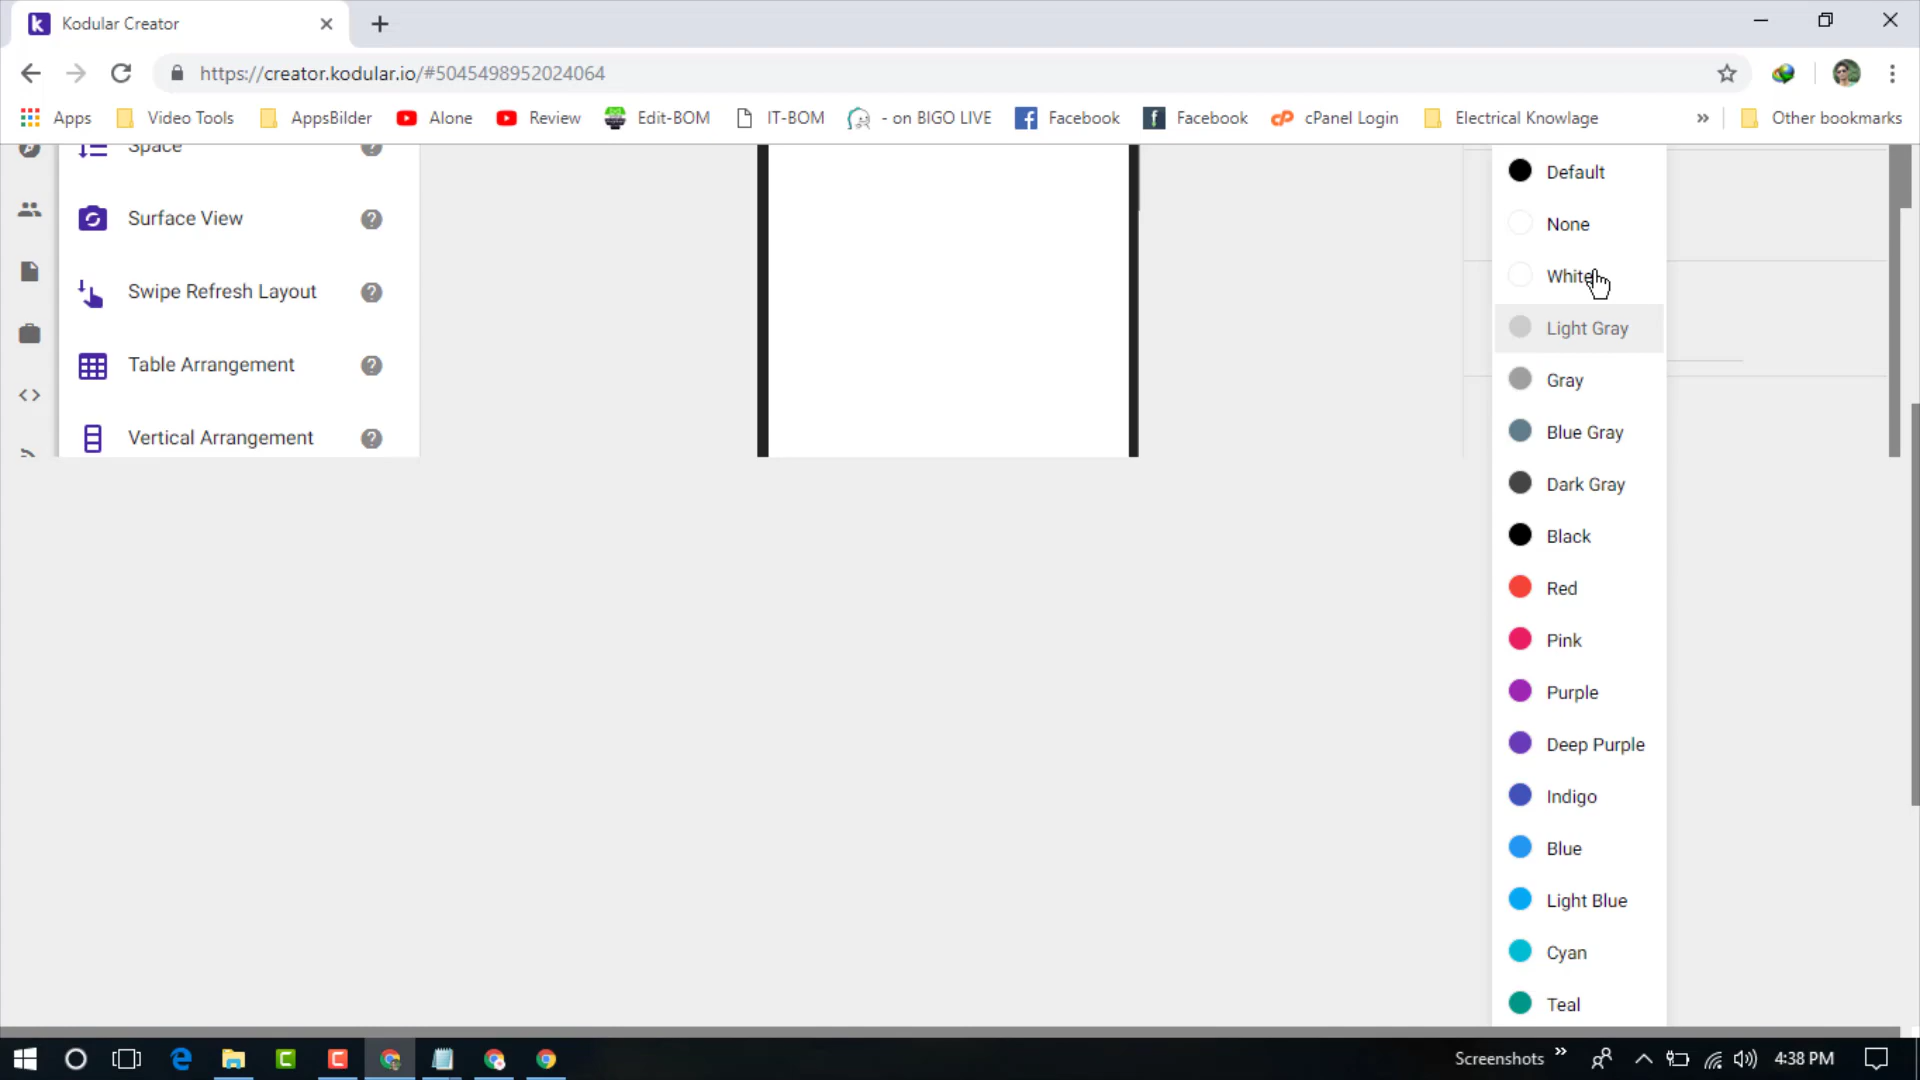 Kodular Creator
https://creator.kodular.io/#5045498952024064
Apps Video Tools AppsBilder Alone Review Edit-BOM IT-BOM - on BIGO LIVE Facebook Facebook cPanel Login Electrical Knowlage » Other bookmarks
Space
Surface View
Swipe Refresh Layout
Table Arrangement
Vertical Arrangement
Default
None
White
Light Gray
Gray
Blue Gray
Dark Gray
Black
Red
Pink
Purple
Deep Purple
Indigo
Blue
Light Blue
Cyan
Teal
Screenshots » 4:38 PM